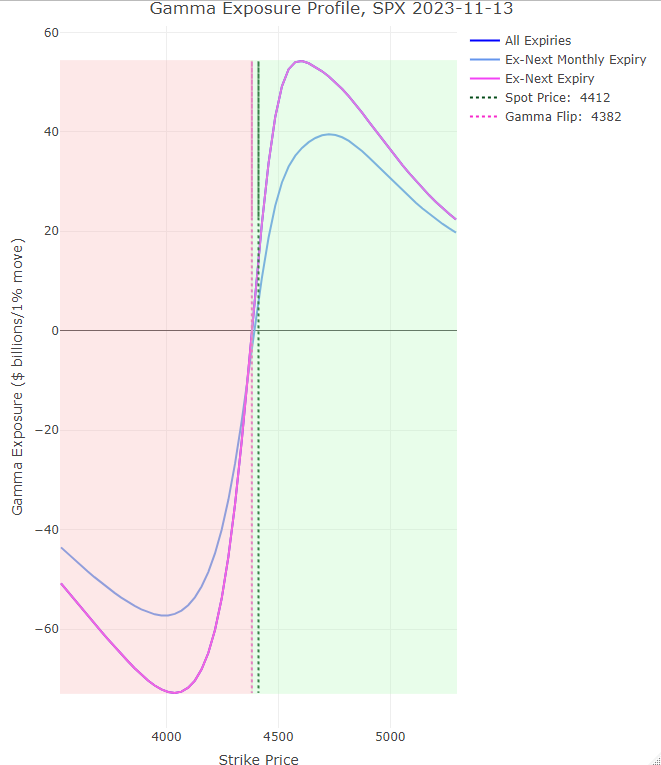 Gamma Exposure Profile, SPX 2023-11-13
All Expiries
Ex-Next Monthly Expiry
Ex-Next Expiry
Spot Price: 4412
Gamma Flip: 4382
Gamma Exposure ($ billions/1% move)
60
40
20
0
−20
−40
−60
4000 4500 5000
Strike Price